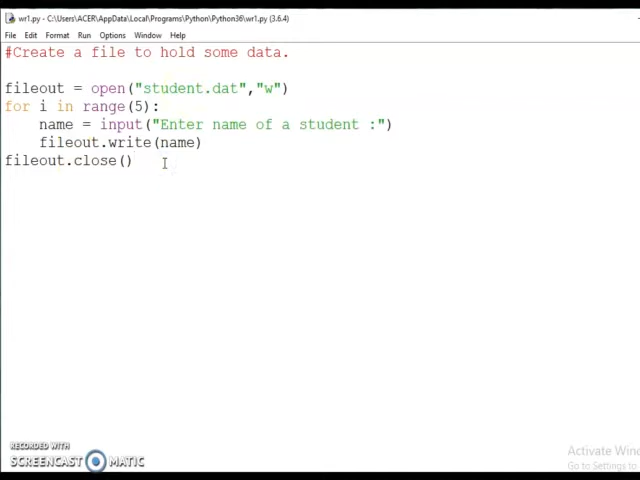 wr1.py - C:\Users\ACER\AppData\Local\Programs\Python\Python36\wr1.py (3.6.4)
File Edit Format Run Options Window Help
#Create a file to hold some data.
fileout = open("student.dat","w")
for i in range(5):
    name = input("Enter name of a student :")
    fileout.write(name)
fileout.close()
RECORDED WITH
SCREENCAST MATIC
Activate Wind
Go to Settings to